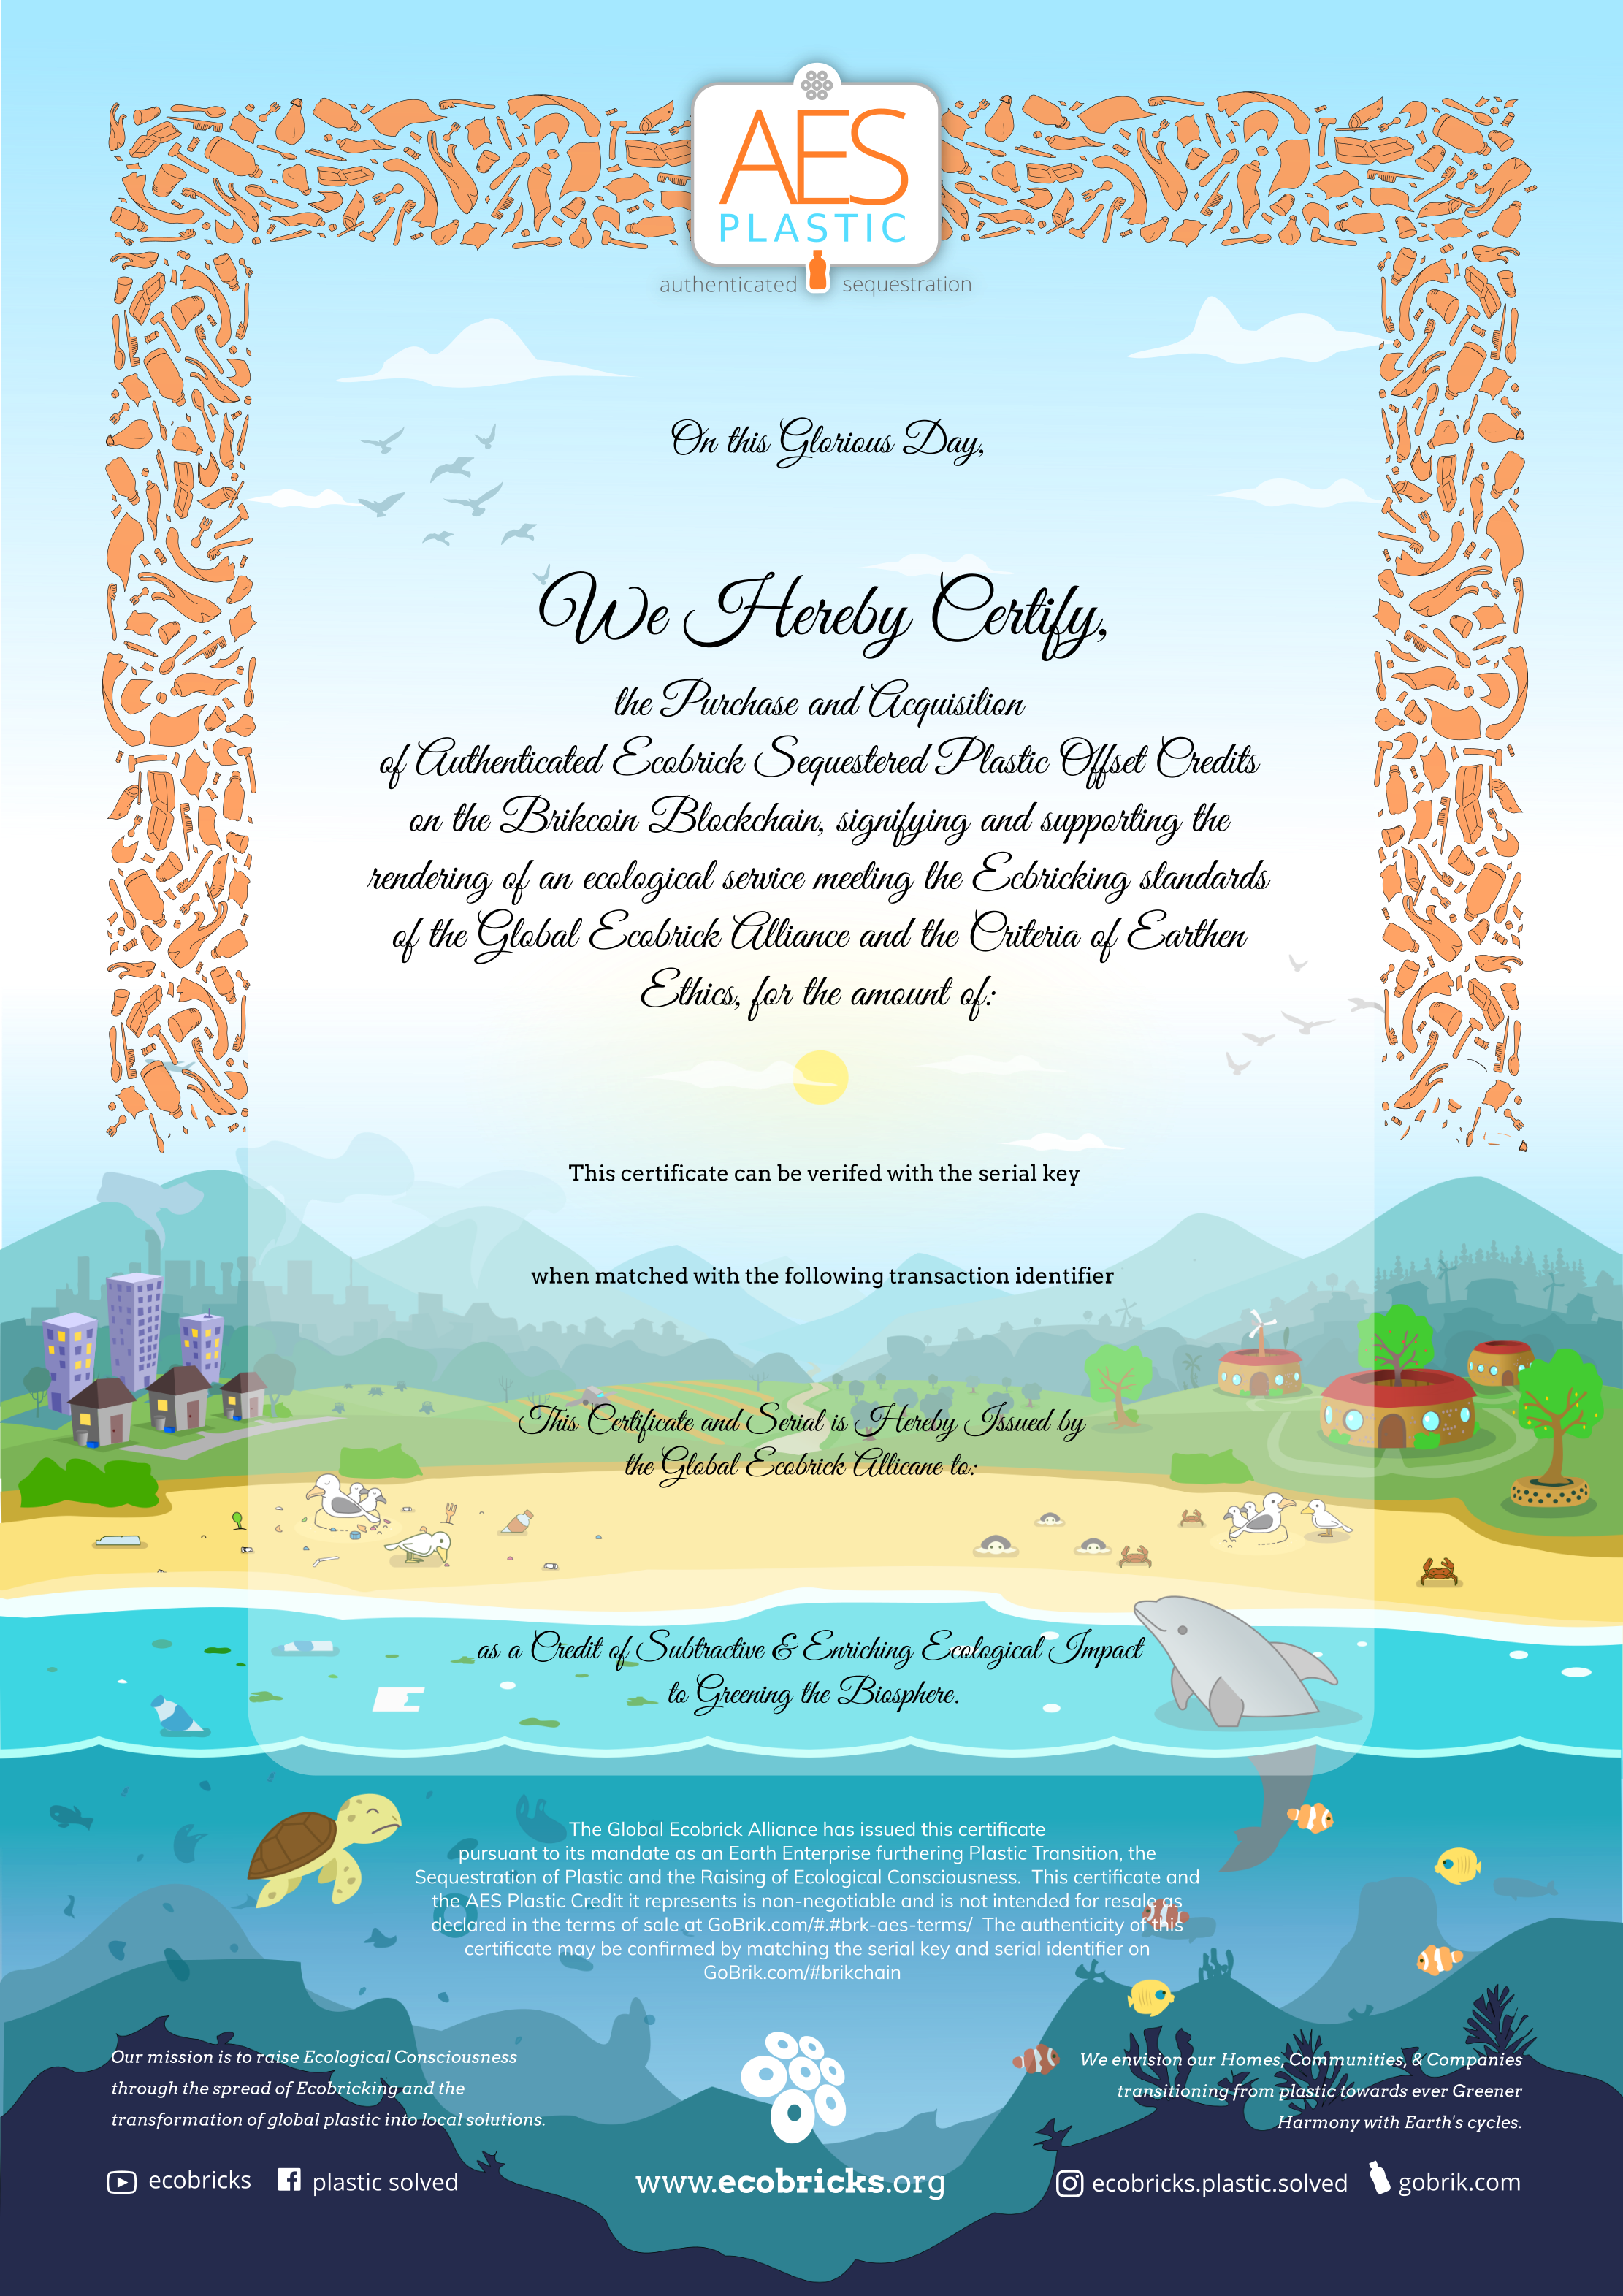 AES
PLASTIC
authenticated sequestration
On this Glorious Day,
We Hereby Certify,
the Purchase and Acquisition
of Authenticated Ecobrick Sequestered Plastic Offset Credits
on the Brikcoin Blockchain, signifying and supporting the
rendering of an ecological service meeting the Ecbricking standards
of the Global Ecobrick Alliance and the Criteria of Earthen
Ethics, for the amount of:
This certificate can be verifed with the serial key
when matched with the following transaction identifier
This Certificate and Serial is Hereby Issued by
the Global Ecobrick Allicane to:
as a Credit of Subtractive & Enriching Ecological Impact
to Greening the Biosphere.
The Global Ecobrick Alliance has issued this certificate
pursuant to its mandate as an Earth Enterprise furthering Plastic Transition, the
Sequestration of Plastic and the Raising of Ecological Consciousness. This certificate and
the AES Plastic Credit it represents is non-negotiable and is not intended for resale as
declared in the terms of sale at GoBrik.com/#.#brk-aes-terms/ The authenticity of this
certificate may be confirmed by matching the serial key and serial identifier on
GoBrik.com/#brikchain
Our mission is to raise Ecological Consciousness
through the spread of Ecobricking and the
transformation of global plastic into local solutions.
We envision our Homes, Communities, & Companies
transitioning from plastic towards ever Greener
Harmony with Earth's cycles.
ecobricks plastic solved
www.ecobricks.org
ecobricks.plastic.solved gobrik.com